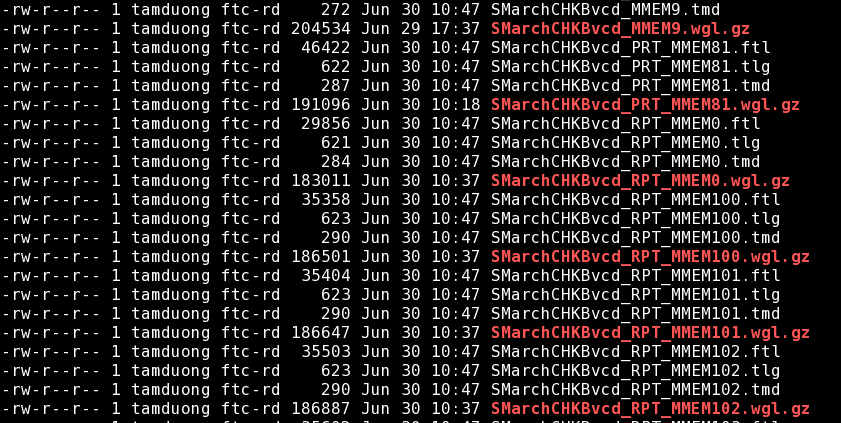 -rw-r--r-- 1 tamduong ftc-rd    272 Jun 30 10:47 SMarchCHKBvcd_MMEM9.tmd
-rw-r--r-- 1 tamduong ftc-rd 204534 Jun 29 17:37 SMarchCHKBvcd_MMEM9.wgl.gz
-rw-r--r-- 1 tamduong ftc-rd  46422 Jun 30 10:47 SMarchCHKBvcd_PRT_MMEM81.ftl
-rw-r--r-- 1 tamduong ftc-rd    622 Jun 30 10:47 SMarchCHKBvcd_PRT_MMEM81.tlg
-rw-r--r-- 1 tamduong ftc-rd    287 Jun 30 10:47 SMarchCHKBvcd_PRT_MMEM81.tmd
-rw-r--r-- 1 tamduong ftc-rd 191096 Jun 30 10:18 SMarchCHKBvcd_PRT_MMEM81.wgl.gz
-rw-r--r-- 1 tamduong ftc-rd  29856 Jun 30 10:47 SMarchCHKBvcd_RPT_MMEM0.ftl
-rw-r--r-- 1 tamduong ftc-rd    621 Jun 30 10:47 SMarchCHKBvcd_RPT_MMEM0.tlg
-rw-r--r-- 1 tamduong ftc-rd    284 Jun 30 10:47 SMarchCHKBvcd_RPT_MMEM0.tmd
-rw-r--r-- 1 tamduong ftc-rd 183011 Jun 30 10:37 SMarchCHKBvcd_RPT_MMEM0.wgl.gz
-rw-r--r-- 1 tamduong ftc-rd  35358 Jun 30 10:47 SMarchCHKBvcd_RPT_MMEM100.ftl
-rw-r--r-- 1 tamduong ftc-rd    623 Jun 30 10:47 SMarchCHKBvcd_RPT_MMEM100.tlg
-rw-r--r-- 1 tamduong ftc-rd    290 Jun 30 10:47 SMarchCHKBvcd_RPT_MMEM100.tmd
-rw-r--r-- 1 tamduong ftc-rd 186501 Jun 30 10:37 SMarchCHKBvcd_RPT_MMEM100.wgl.gz
-rw-r--r-- 1 tamduong ftc-rd  35404 Jun 30 10:47 SMarchCHKBvcd_RPT_MMEM101.ftl
-rw-r--r-- 1 tamduong ftc-rd    623 Jun 30 10:47 SMarchCHKBvcd_RPT_MMEM101.tlg
-rw-r--r-- 1 tamduong ftc-rd    290 Jun 30 10:47 SMarchCHKBvcd_RPT_MMEM101.tmd
-rw-r--r-- 1 tamduong ftc-rd 186647 Jun 30 10:37 SMarchCHKBvcd_RPT_MMEM101.wgl.gz
-rw-r--r-- 1 tamduong ftc-rd  35503 Jun 30 10:47 SMarchCHKBvcd_RPT_MMEM102.ftl
-rw-r--r-- 1 tamduong ftc-rd    623 Jun 30 10:47 SMarchCHKBvcd_RPT_MMEM102.tlg
-rw-r--r-- 1 tamduong ftc-rd    290 Jun 30 10:47 SMarchCHKBvcd_RPT_MMEM102.tmd
-rw-r--r-- 1 tamduong ftc-rd 186887 Jun 30 10:37 SMarchCHKBvcd_RPT_MMEM102.wgl.gz